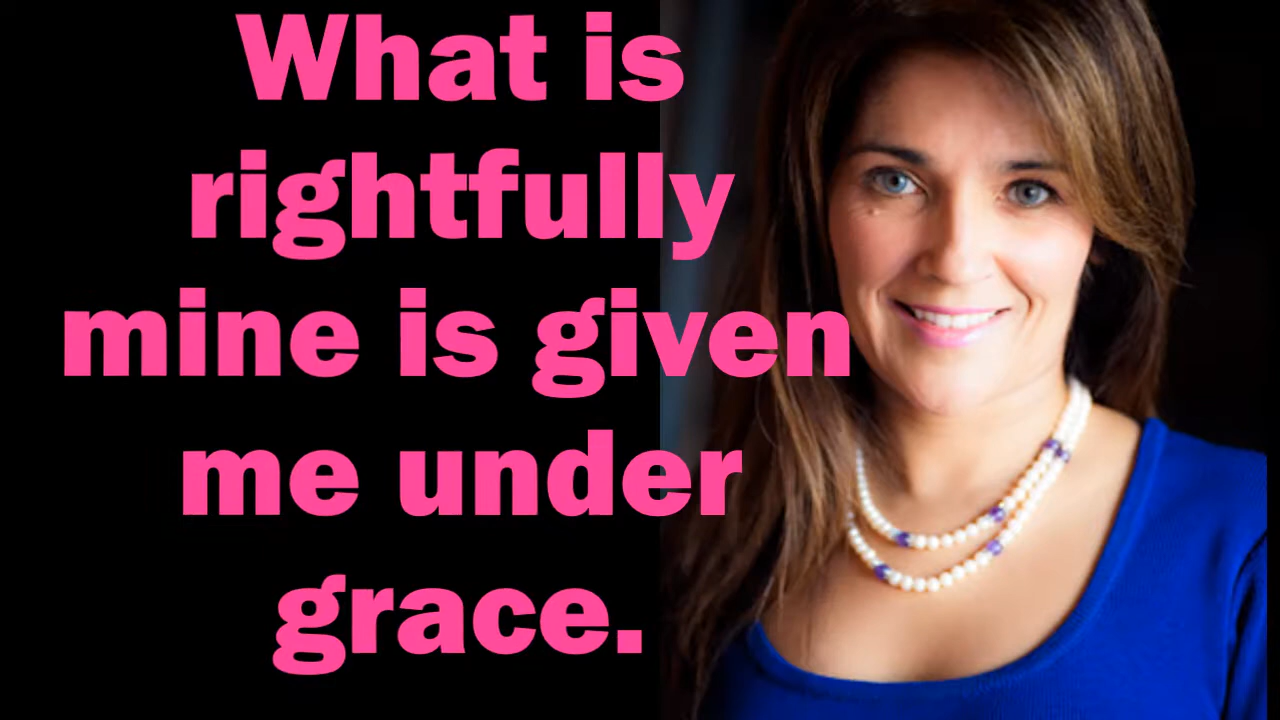 What is
rightfully
mine is given
me under
grace.